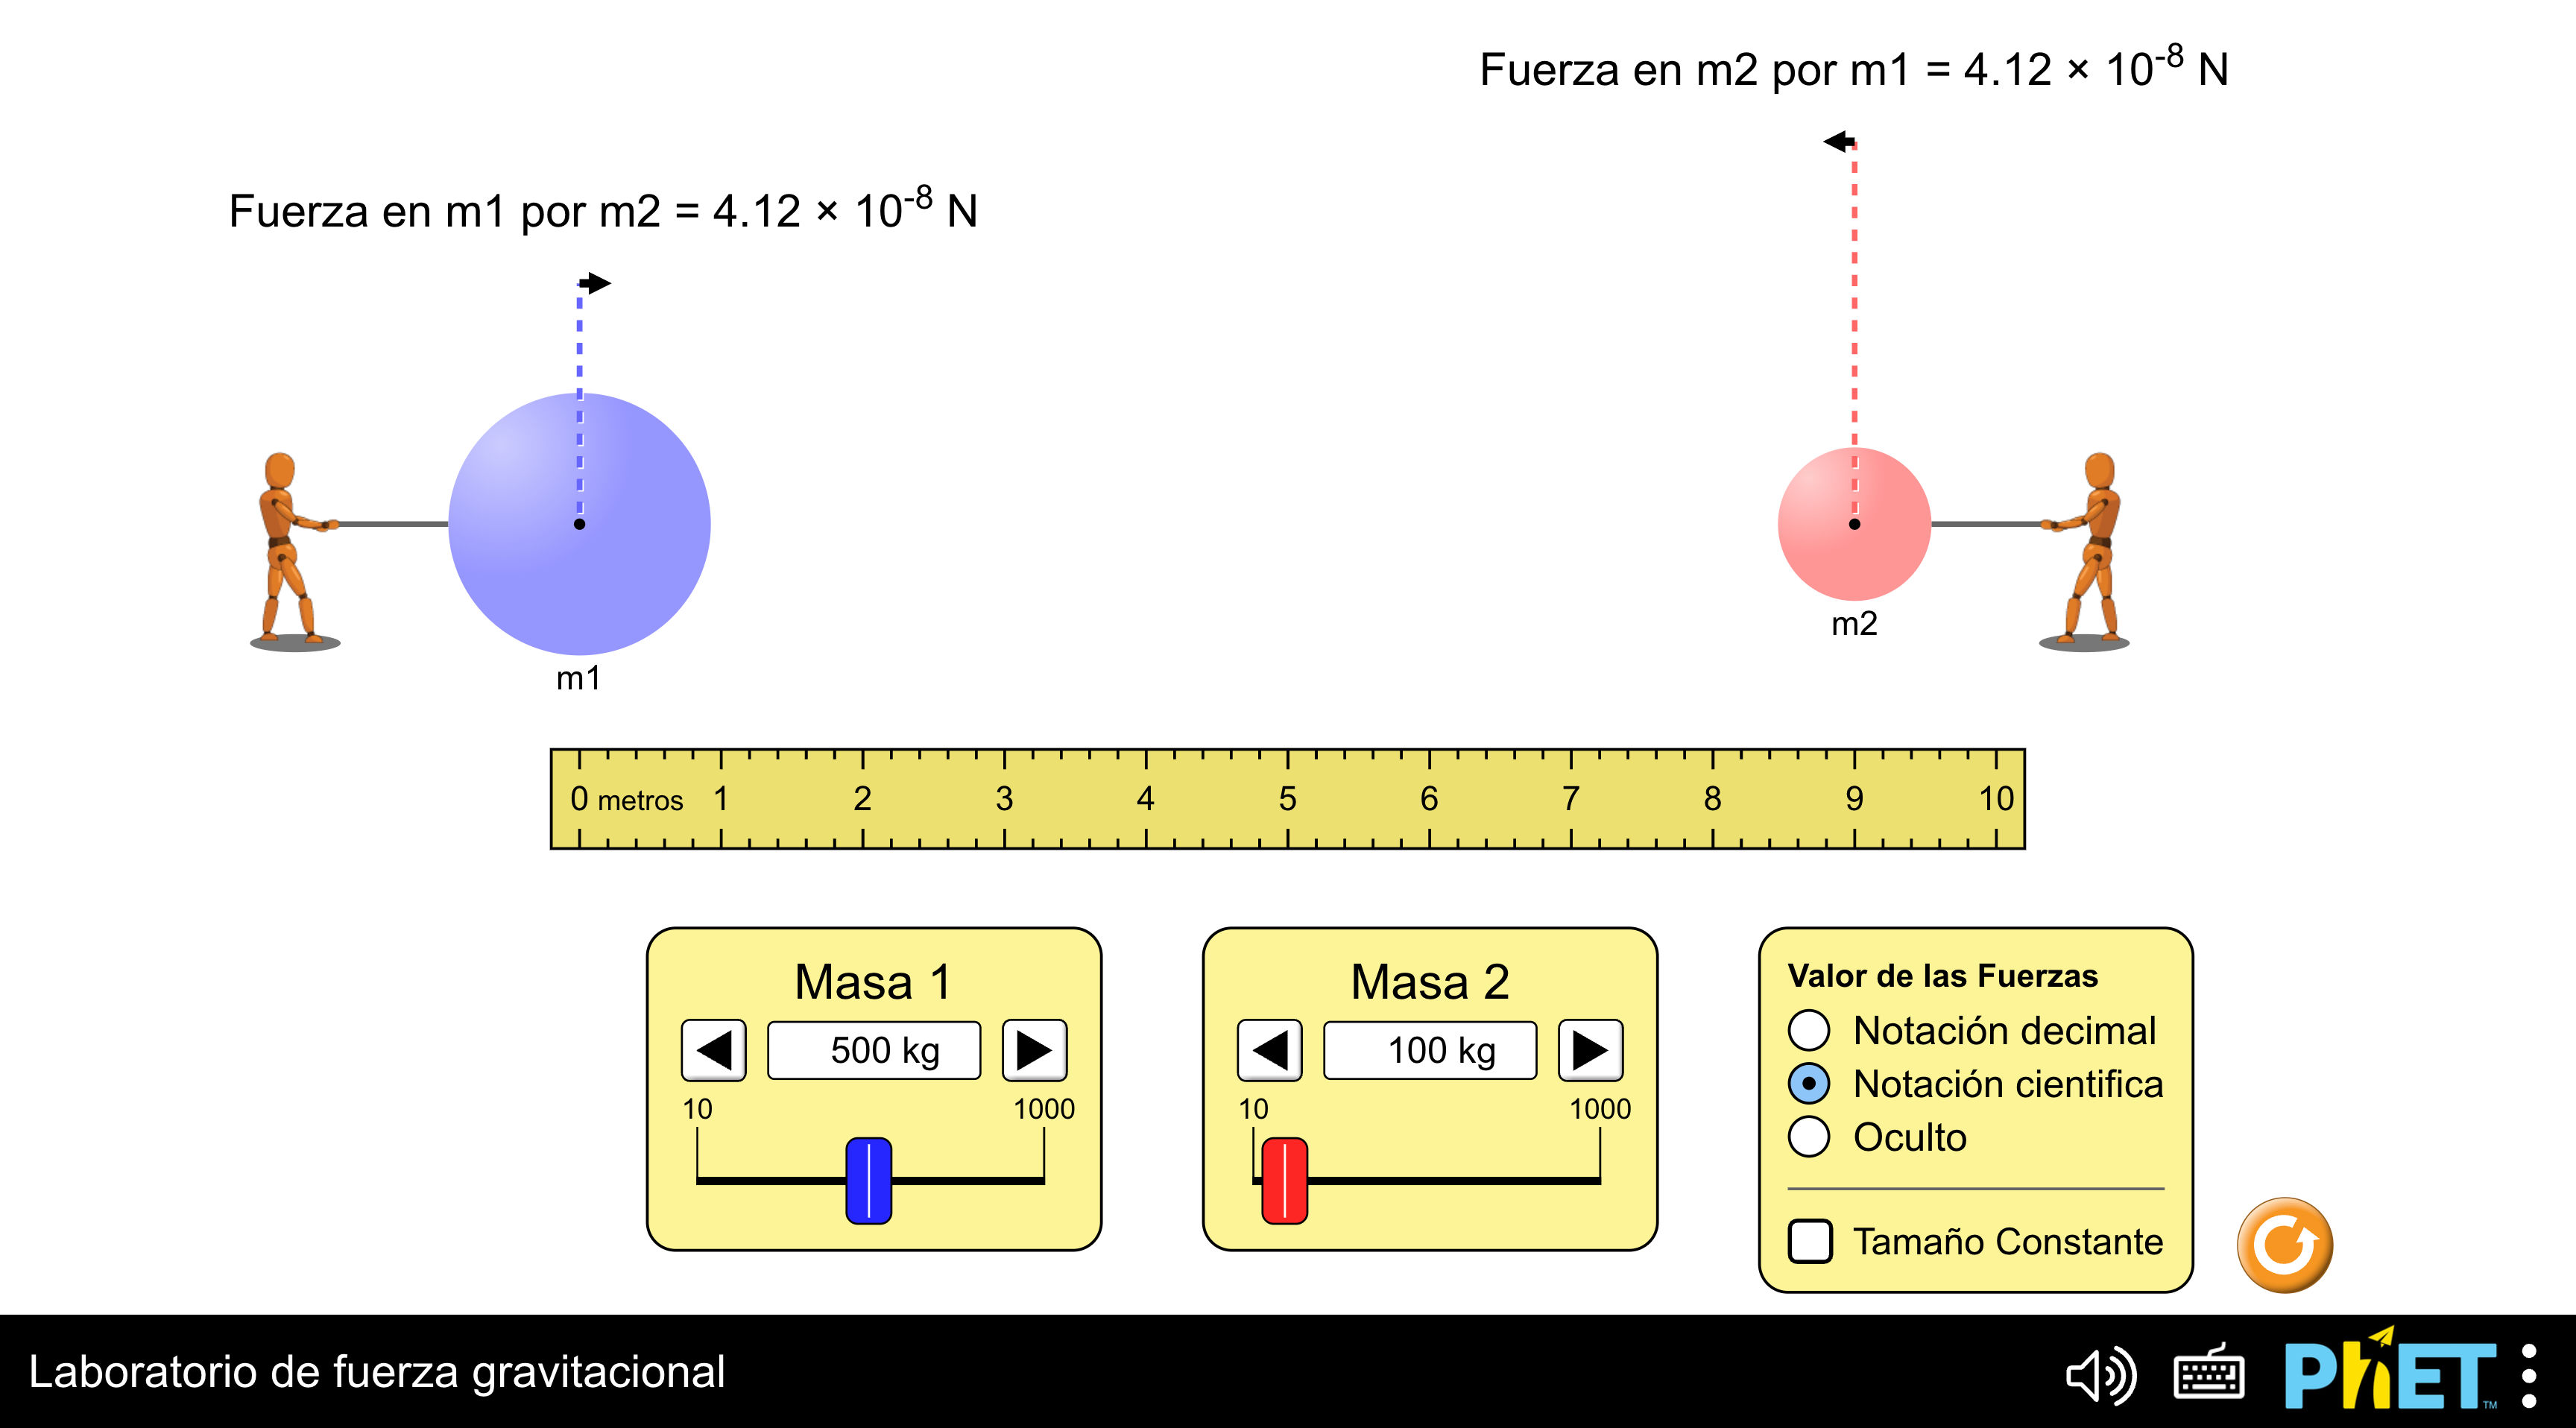 Fuerza en m2 por m1 = 4.12 × 10⁻⁸ N
Fuerza en m1 por m2 = 4.12 × 10⁻⁸ N
m1
m2
0 metros 1 2 3 4 5 6 7 8 9 10
Masa 1
500 kg
10 1000
Masa 2
100 kg
10 1000
Valor de las Fuerzas
Notación decimal
Notación cientifica
Oculto
Tamaño Constante
Laboratorio de fuerza gravitacional
PhET™